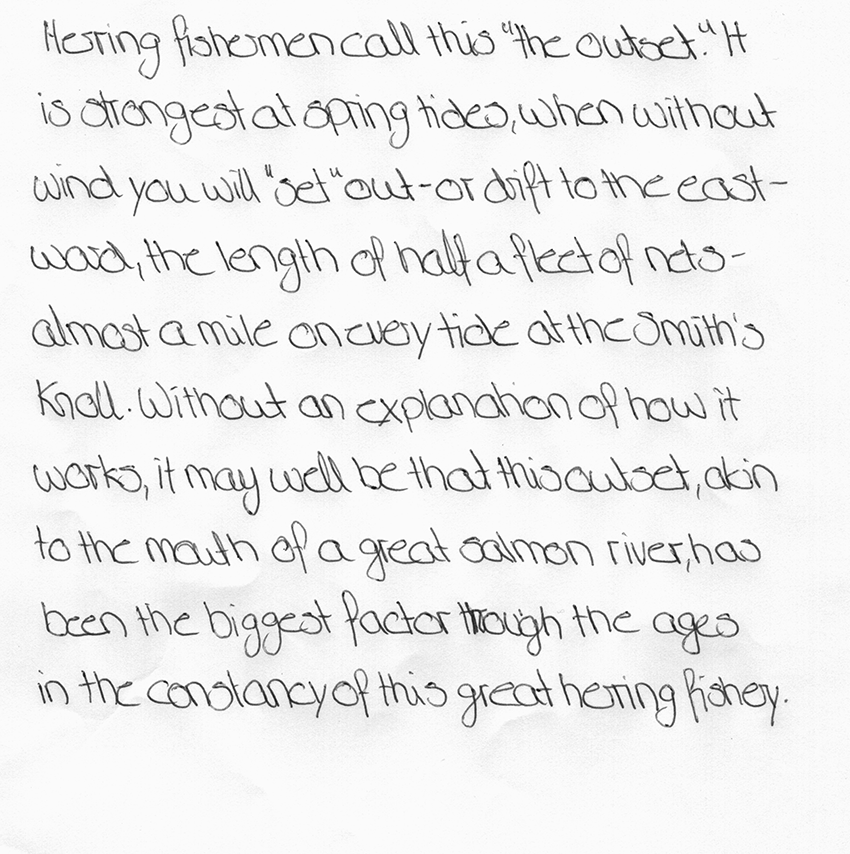 Herring fishermen call this "the outset." It
is strongest at spring tides, when without
wind you will "set" out-or drift to the east-
ward, the length of half a fleet of nets-
almost a mile on every tide at the Smith's
Knoll. Without an explanation of how it
works, it may well be that this outset, akin
to the mouth of a great salmon river, has
been the biggest factor through the ages
in the constancy of this great herring fishery.